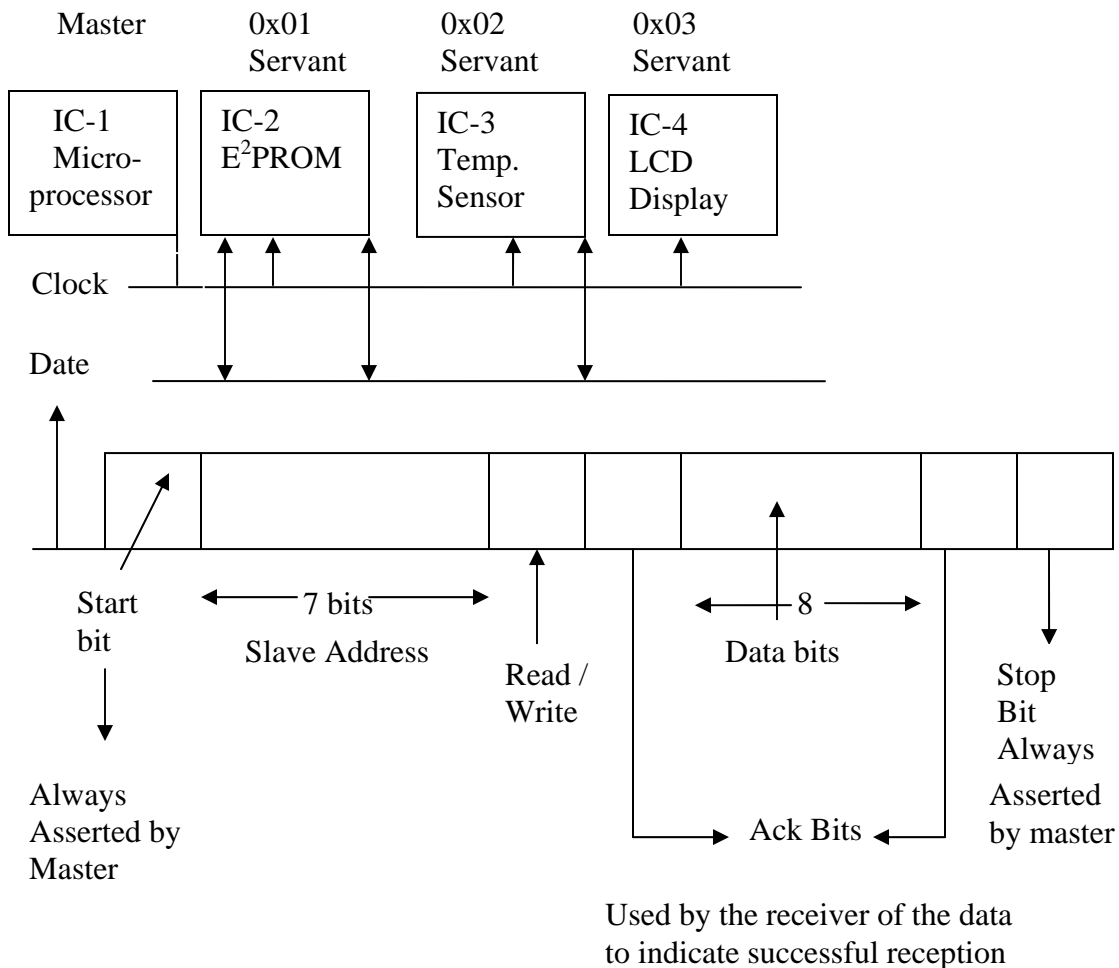 Master
0x01
Servant
0x02
Servant
0x03
Servant
IC-1
Micro-
processor
IC-2
E²PROM
IC-3
Temp.
Sensor
IC-4
LCD
Display
Clock
Date
Start
bit
7 bits
Slave Address
Read /
Write
8
Data bits
Stop
Bit
Always
Asserted
by master
Always
Asserted by
Master
Ack Bits
Used by the receiver of the data
to indicate successful reception